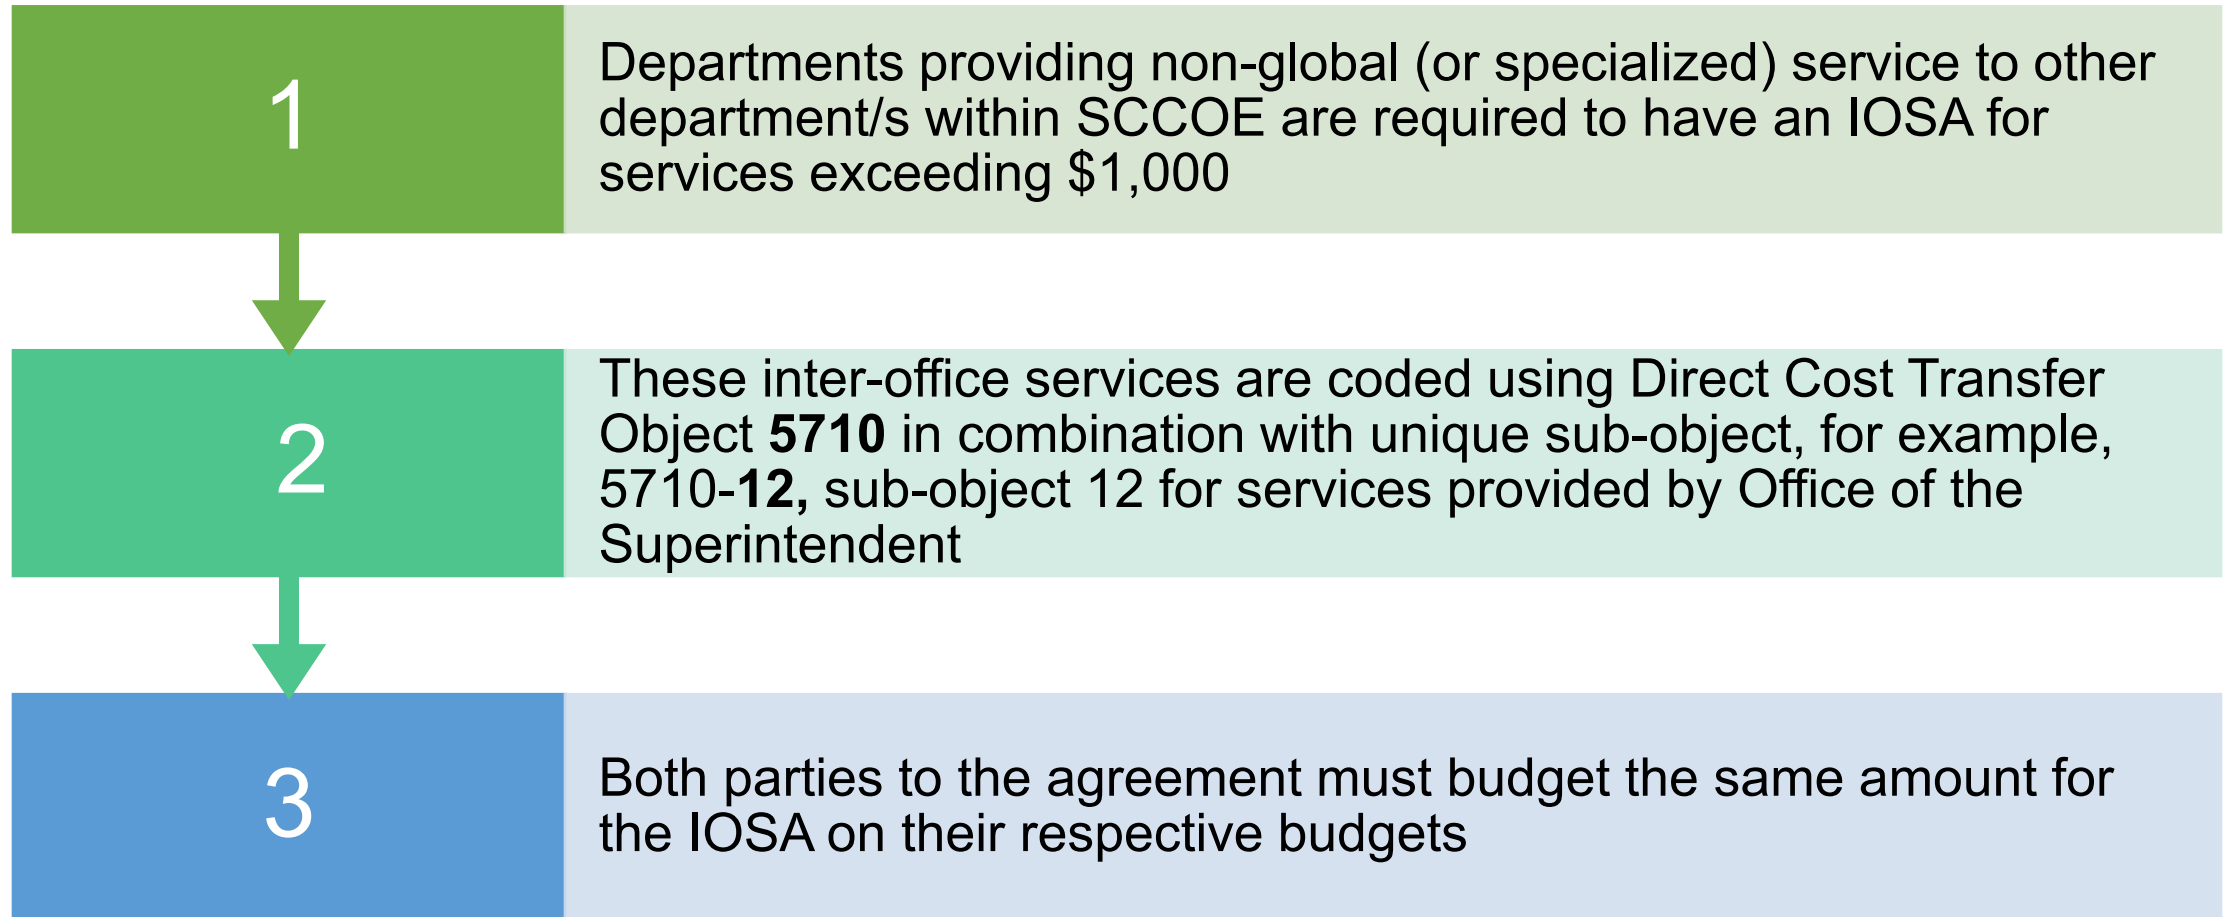 1
Departments providing non-global (or specialized) service to other
department/s within SCCOE are required to have an IOSA for
services exceeding $1,000
2
These inter-office services are coded using Direct Cost Transfer
Object 5710 in combination with unique sub-object, for example,
5710-12, sub-object 12 for services provided by Office of the
Superintendent
3
Both parties to the agreement must budget the same amount for
the IOSA on their respective budgets